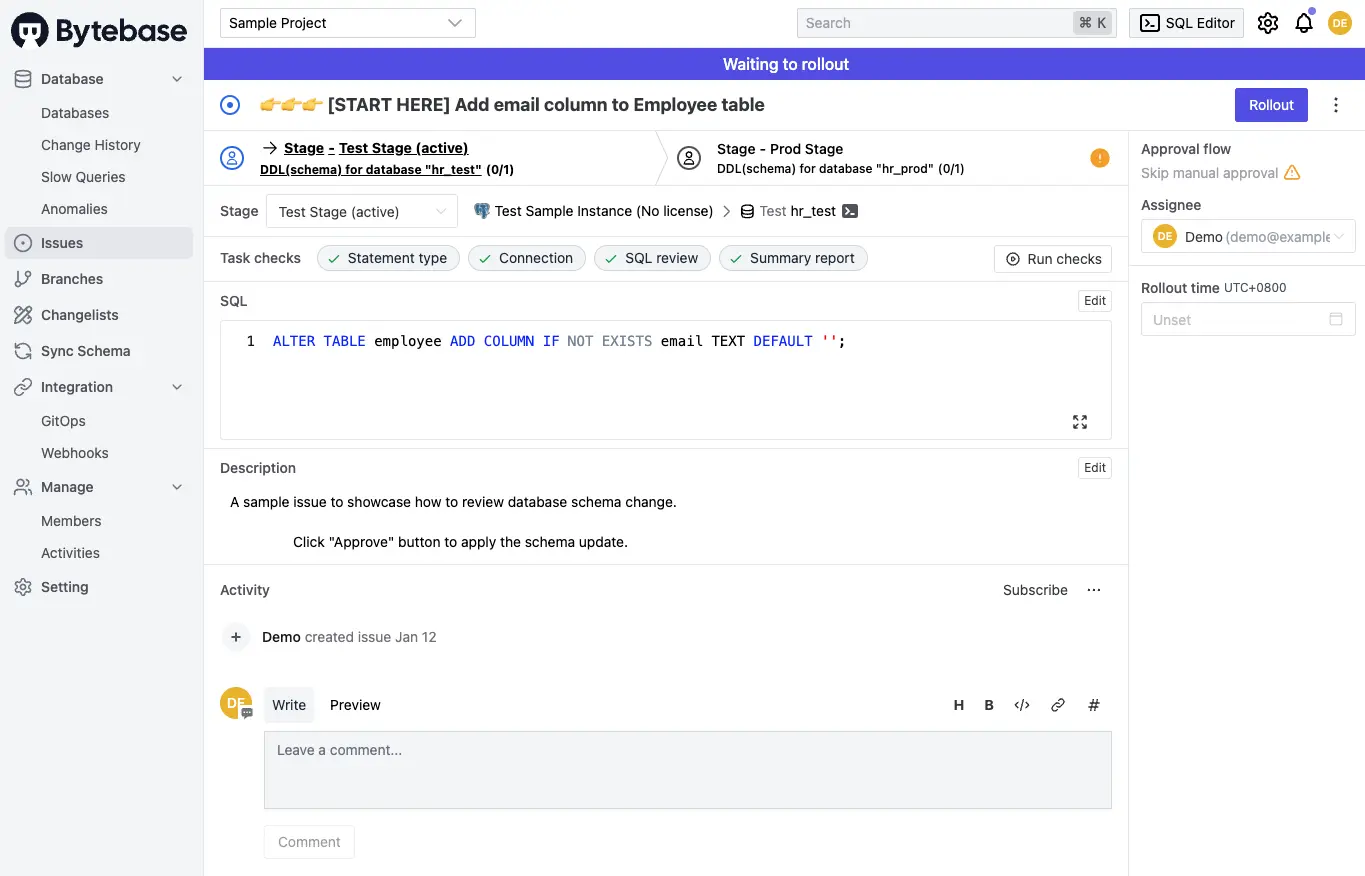 Bytebase
Sample Project
Search
⌘ K
SQL Editor
DE
Database
Databases
Change History
Slow Queries
Anomalies
Issues
Branches
Changelists
Sync Schema
Integration
GitOps
Webhooks
Manage
Members
Activities
Setting
Waiting to rollout
👉👉👉 [START HERE] Add email column to Employee table
Rollout
→ Stage - Test Stage (active)
DDL(schema) for database "hr_test" (0/1)
Stage - Prod Stage
DDL(schema) for database "hr_prod" (0/1)
Stage
Test Stage (active)
Test Sample Instance (No license) > Test hr_test
Task checks
Statement type
Connection
SQL review
Summary report
Run checks
SQL
Edit
1 ALTER TABLE employee ADD COLUMN IF NOT EXISTS email TEXT DEFAULT '';
Description
Edit
A sample issue to showcase how to review database schema change.
Click "Approve" button to apply the schema update.
Activity
Subscribe
...
+ Demo created issue Jan 12
DE
Write
Preview
H B </> #
Leave a comment...
Comment
Approval flow
Skip manual approval
Assignee
DE Demo (demo@example
Rollout time UTC+0800
Unset